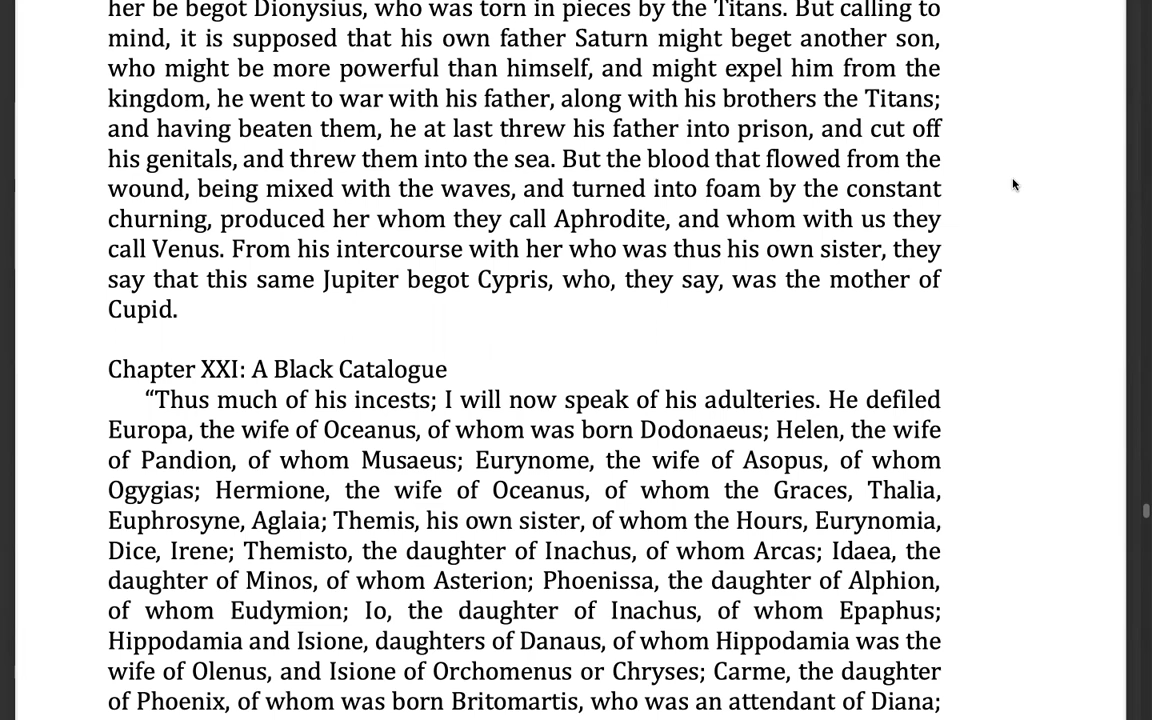 her be begot Dionysius, who was torn in pieces by the Titans. But calling to
mind, it is supposed that his own father Saturn might beget another son,
who might be more powerful than himself, and might expel him from the
kingdom, he went to war with his father, along with his brothers the Titans;
and having beaten them, he at last threw his father into prison, and cut off
his genitals, and threw them into the sea. But the blood that flowed from the
wound, being mixed with the waves, and turned into foam by the constant
churning, produced her whom they call Aphrodite, and whom with us they
call Venus. From his intercourse with her who was thus his own sister, they
say that this same Jupiter begot Cypris, who, they say, was the mother of
Cupid.
Chapter XXI: A Black Catalogue
“Thus much of his incests; I will now speak of his adulteries. He defiled
Europa, the wife of Oceanus, of whom was born Dodonaeus; Helen, the wife
of Pandion, of whom Musaeus; Eurynome, the wife of Asopus, of whom
Ogygias; Hermione, the wife of Oceanus, of whom the Graces, Thalia,
Euphrosyne, Aglaia; Themis, his own sister, of whom the Hours, Eurynomia,
Dice, Irene; Themisto, the daughter of Inachus, of whom Arcas; Idaea, the
daughter of Minos, of whom Asterion; Phoenissa, the daughter of Alphion,
of whom Eudymion; Io, the daughter of Inachus, of whom Epaphus;
Hippodamia and Isione, daughters of Danaus, of whom Hippodamia was the
wife of Olenus, and Isione of Orchomenus or Chryses; Carme, the daughter
of Phoenix, of whom was born Britomartis, who was an attendant of Diana;